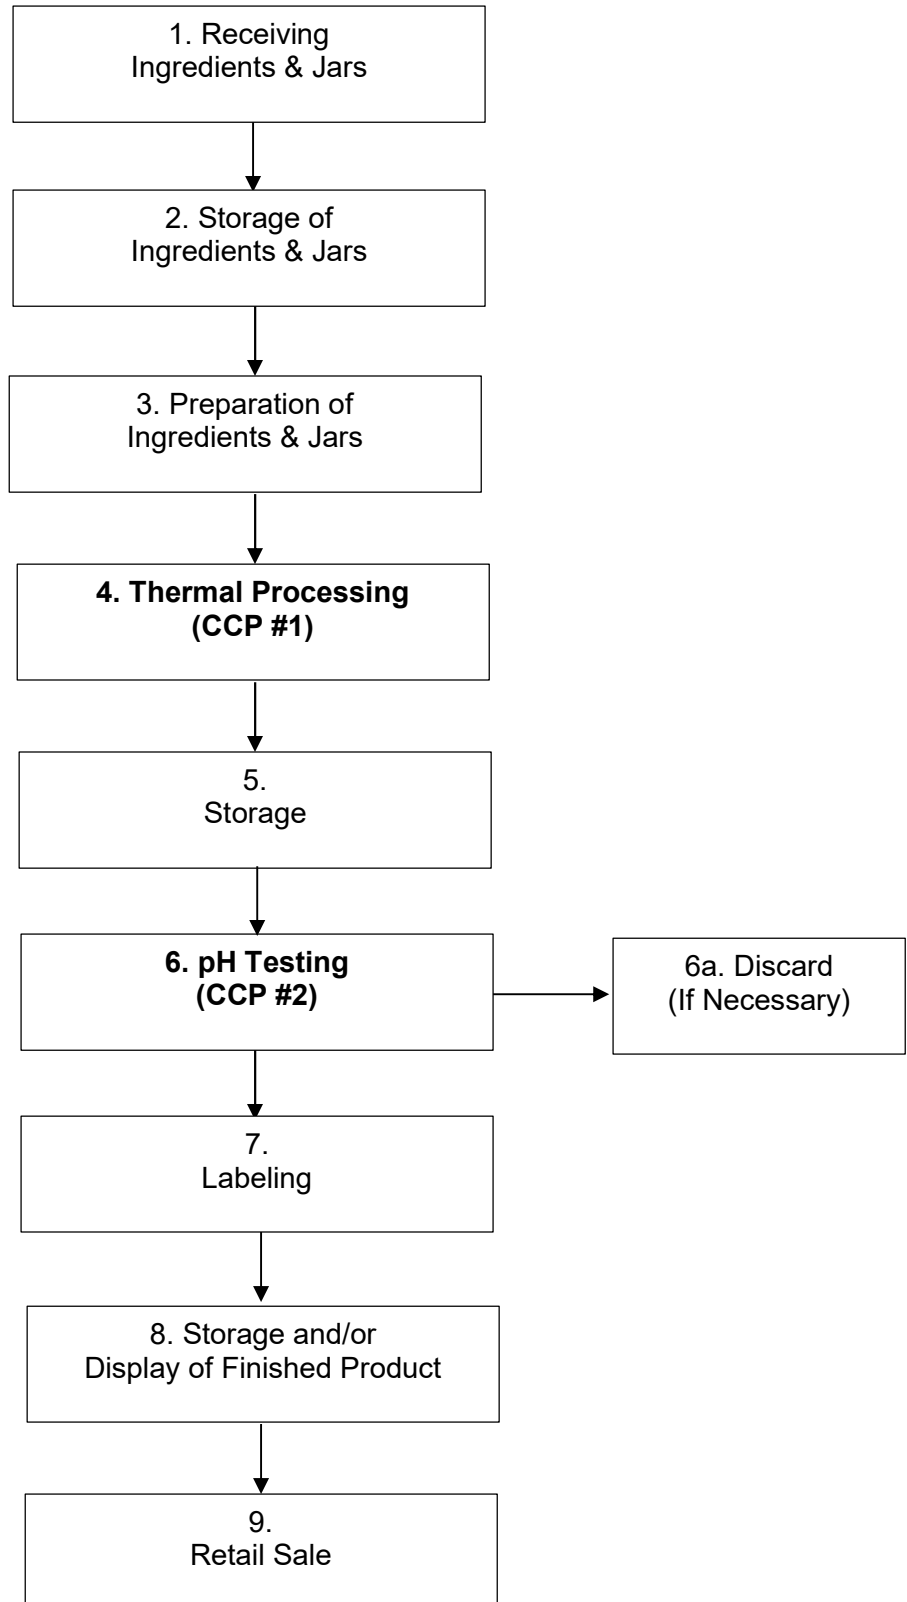 1. Receiving
Ingredients & Jars
2. Storage of
Ingredients & Jars
3. Preparation of
Ingredients & Jars
4. Thermal Processing
(CCP #1)
5.
Storage
6. pH Testing
(CCP #2)
6a. Discard
(If Necessary)
7.
Labeling
8. Storage and/or
Display of Finished Product
9.
Retail Sale